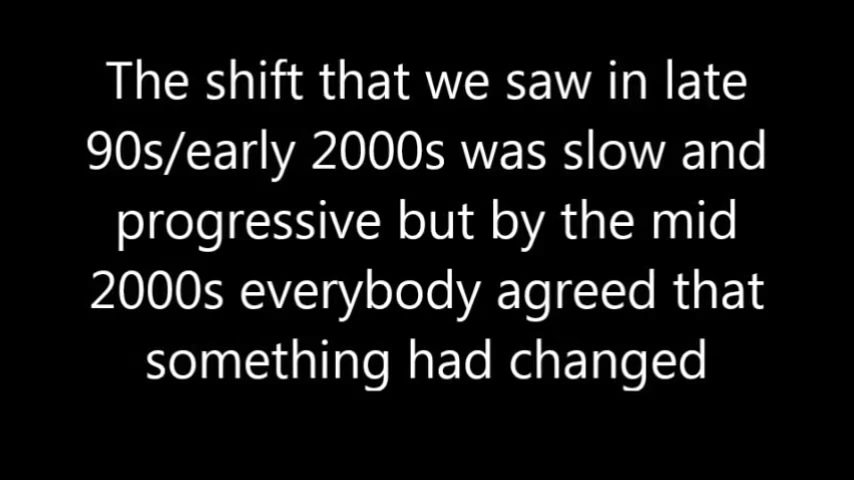 The shift that we saw in late
90s/early 2000s was slow and
progressive but by the mid
2000s everybody agreed that
something had changed